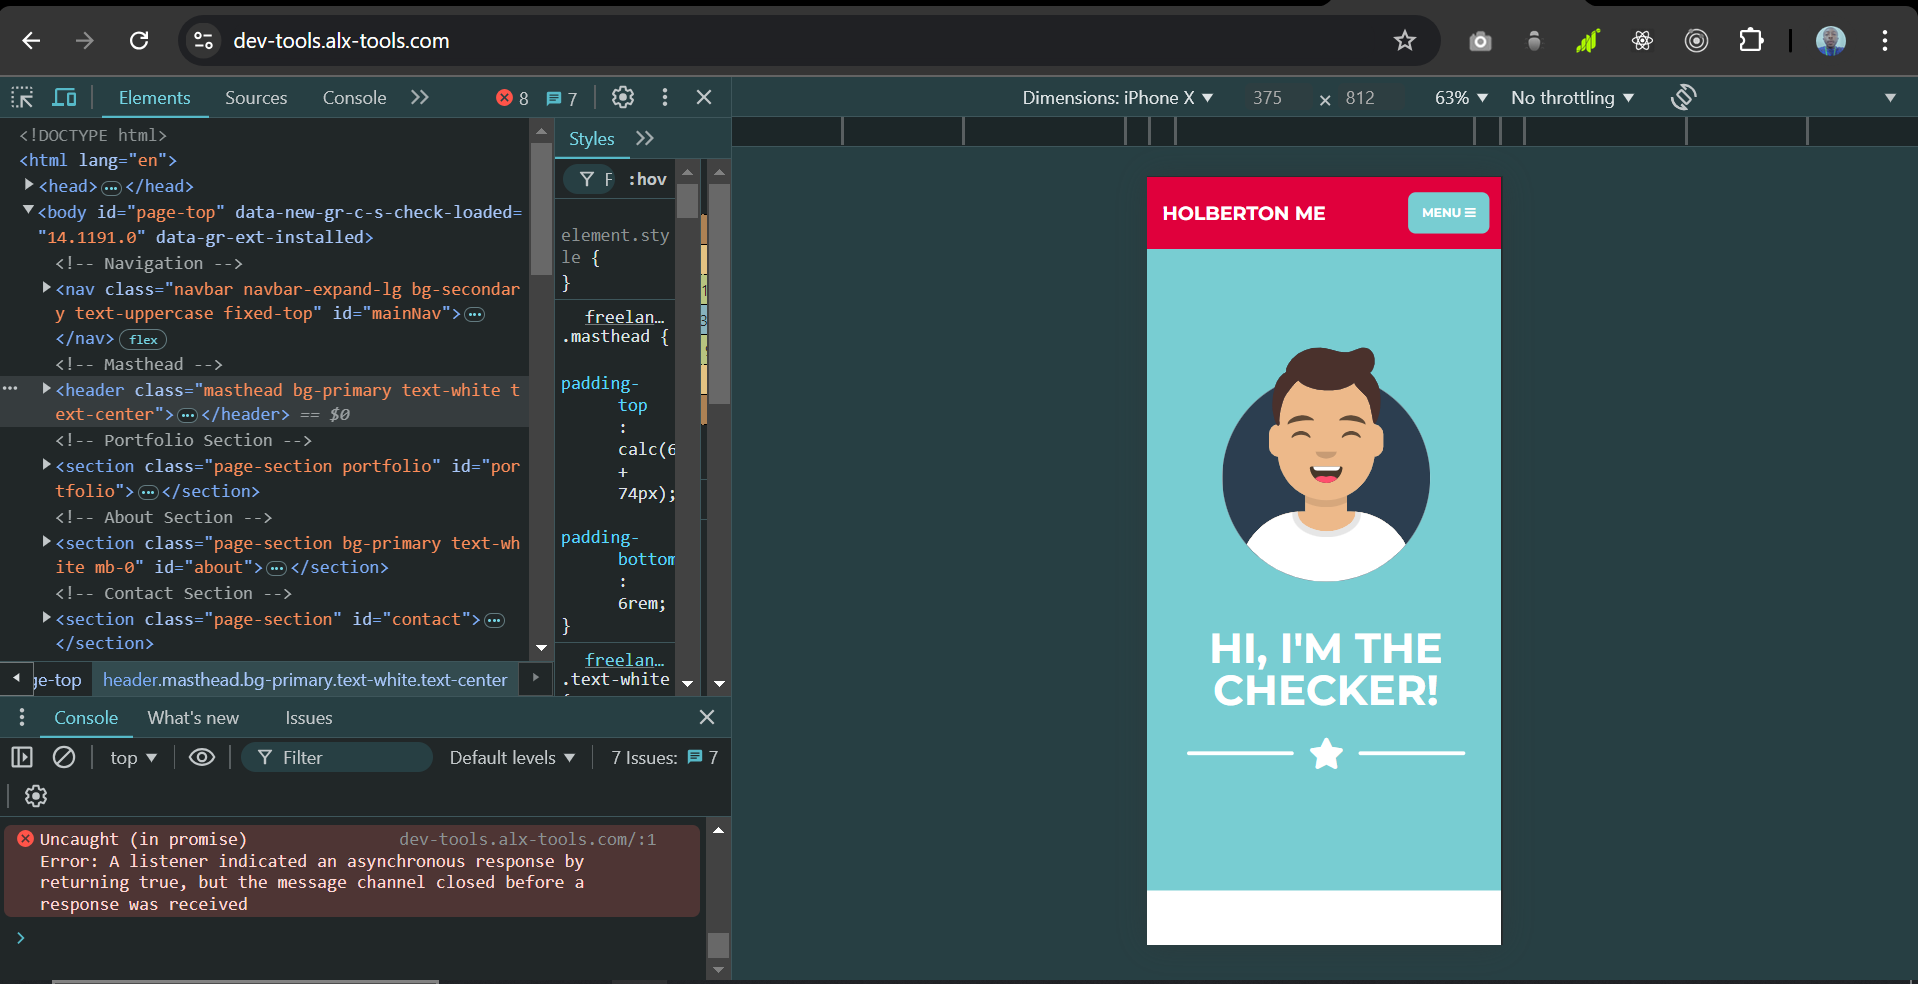 dev-tools.alx-tools.com
Elements Sources Console 8 7
Dimensions: iPhone X 375 × 812 63% No throttling
<!DOCTYPE html>
<html lang="en">
<head> … </head>
<body id="page-top" data-new-gr-c-s-check-loaded=
"14.1191.0" data-gr-ext-installed>
<!-- Navigation -->
<nav class="navbar navbar-expand-lg bg-secondar
y text-uppercase fixed-top" id="mainNav"> …
</nav> flex
<!-- Masthead -->
<header class="masthead bg-primary text-white t
ext-center"> … </header> == $0
<!-- Portfolio Section -->
<section class="page-section portfolio" id="por
tfolio"> … </section>
<!-- About Section -->
<section class="page-section bg-primary text-wh
ite mb-0" id="about"> … </section>
<!-- Contact Section -->
<section class="page-section" id="contact"> …
</section>
ge-top header.masthead.bg-primary.text-white.text-center
Styles
F :hov
element.sty
le {
}
freelan…
.masthead {
padding-
top
:
calc(6
+
74px);
padding-
bottom
:
6rem;
}
freelan…
.text-white
Console What's new Issues
top Filter Default levels 7 Issues: 7
Uncaught (in promise) dev-tools.alx-tools.com/:1
Error: A listener indicated an asynchronous response by
returning true, but the message channel closed before a
response was received
HOLBERTON ME MENU
HI, I'M THE
CHECKER!